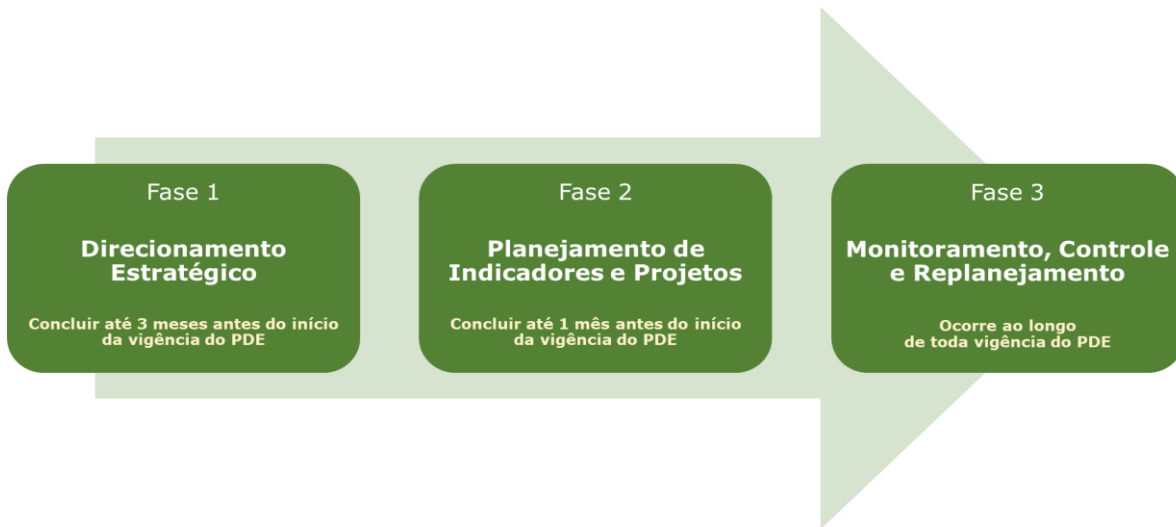 Fase 1
Direcionamento
Estratégico
Concluir até 3 meses antes do início
da vigência do PDE
Fase 2
Planejamento de
Indicadores e Projetos
Concluir até 1 mês antes do início
da vigência do PDE
Fase 3
Monitoramento, Controle
e Replanejamento
Ocorre ao longo
de toda vigência do PDE